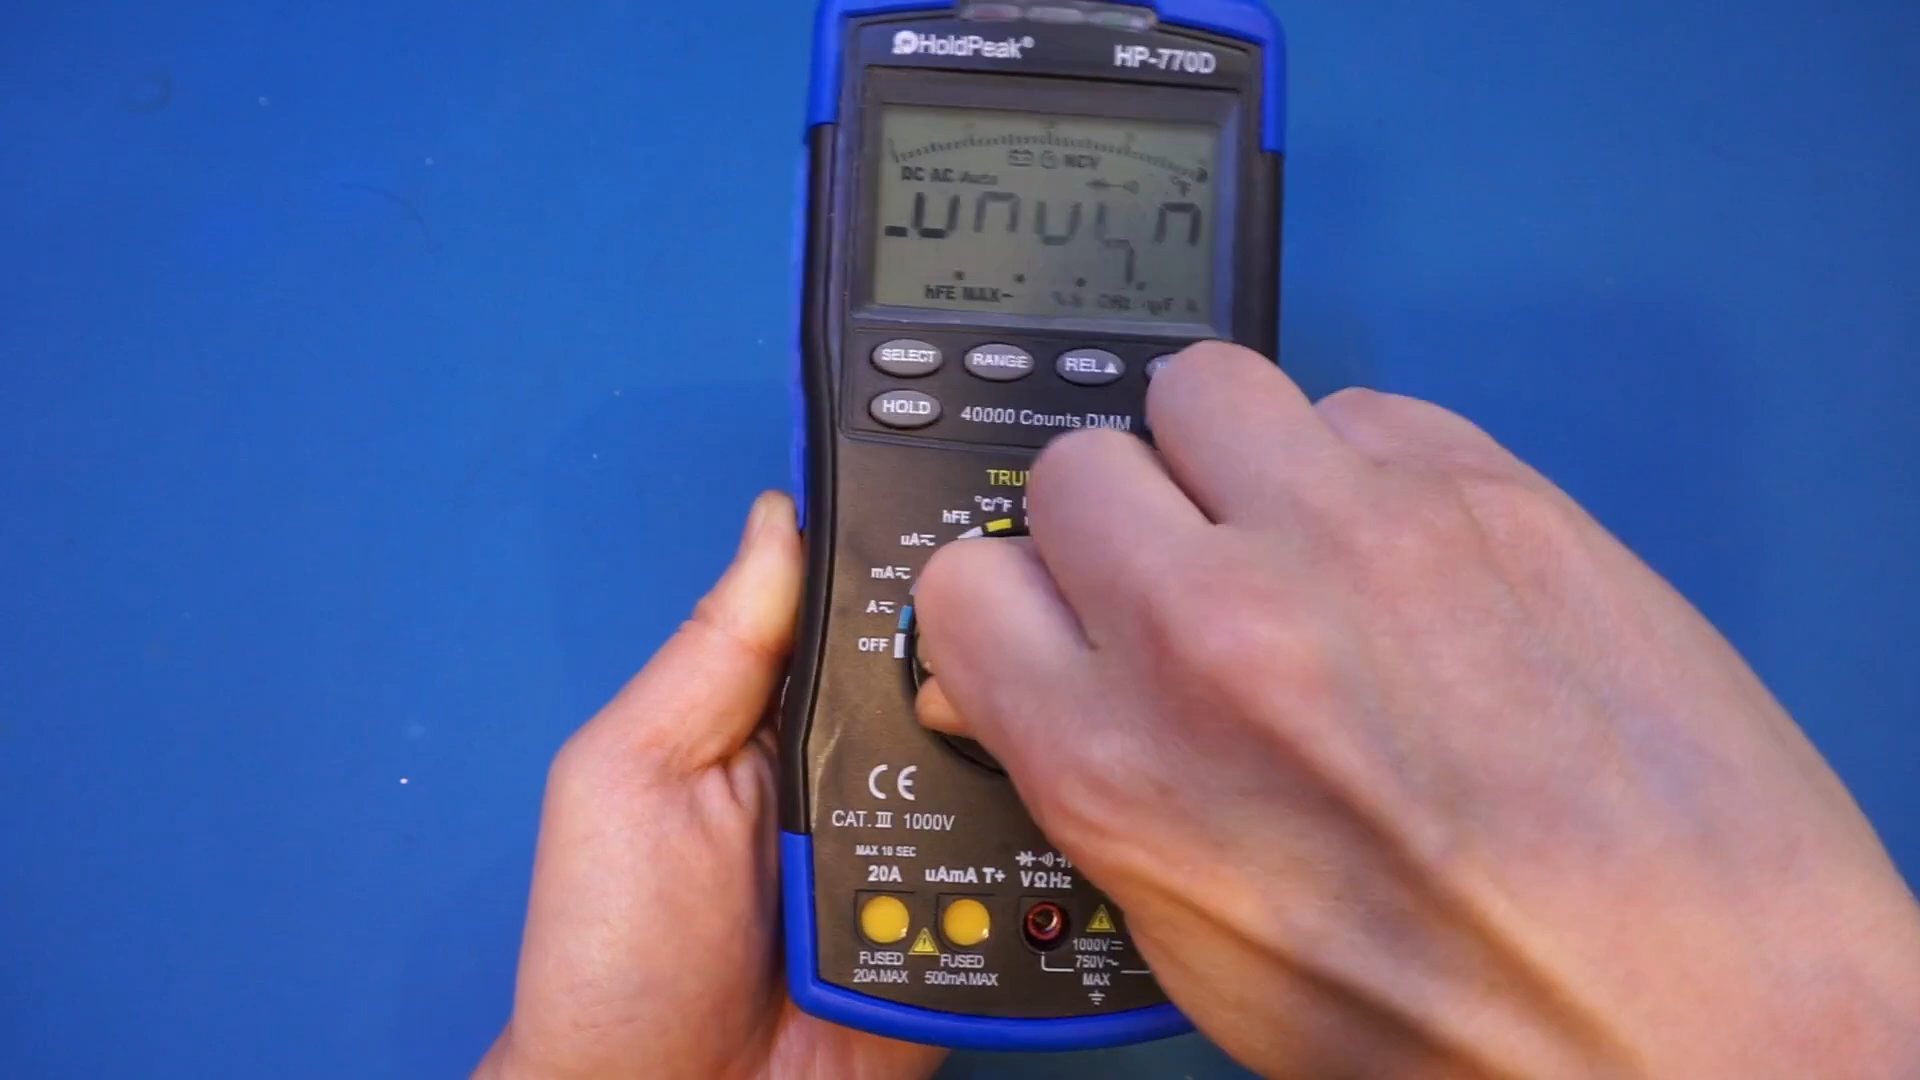 HoldPeak® HP-770D
NCV
DC AC Auto °F
hFE MAX-
SELECT RANGE REL▲
HOLD 40000 Counts DMM
°C/°F
hFE
uA
mA
A
OFF
CE
CAT. III 1000V
MAX 10 SEC
20A uAmA T+ VΩHz
1000V
750V~
FUSED FUSED MAX
20A MAX 500mA MAX